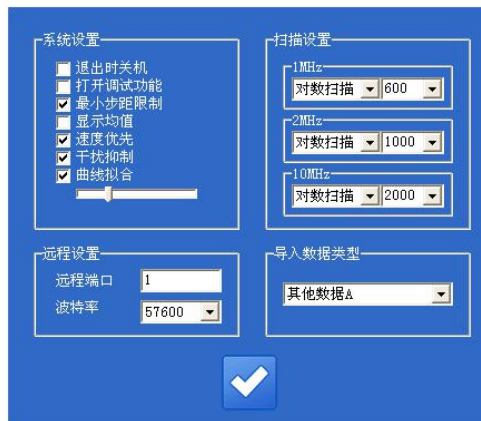 系统设置
退出时关机
打开调试功能
最小步距限制
显示均值
速度优先
干扰抑制
曲线拟合
扫描设置
1MHz
对数扫描 600
2MHz
对数扫描 1000
10MHz
对数扫描 2000
远程设置
远程端口 1
波特率 57600
导入数据类型
其他数据A